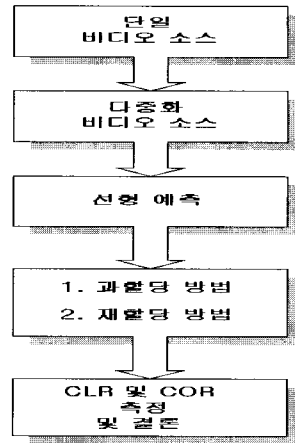 단일
비디오 소스
다중화
비디오 소스
선형 예측
1. 과할당 방법
2. 재할당 방법
CLR 및 COR
측정
및 결론